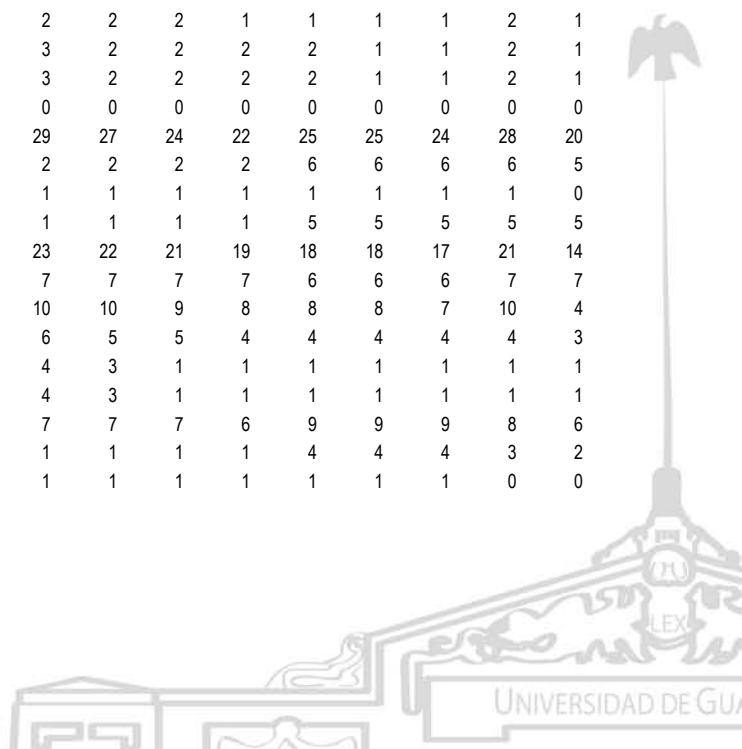 2 2 2 1 1 1 1 2 1
3 2 2 2 2 1 1 2 1
3 2 2 2 2 1 1 2 1
0 0 0 0 0 0 0 0 0
29 27 24 22 25 25 24 28 20
2 2 2 2 6 6 6 6 5
1 1 1 1 1 1 1 1 0
1 1 1 1 5 5 5 5 5
23 22 21 19 18 18 17 21 14
7 7 7 7 6 6 6 7 7
10 10 9 8 8 8 7 10 4
6 5 5 4 4 4 4 4 3
4 3 1 1 1 1 1 1 1
4 3 1 1 1 1 1 1 1
7 7 7 6 9 9 9 8 6
1 1 1 1 4 4 4 3 2
1 1 1 1 1 1 1 0 0
LEX
UNIVERSIDAD DE GUA